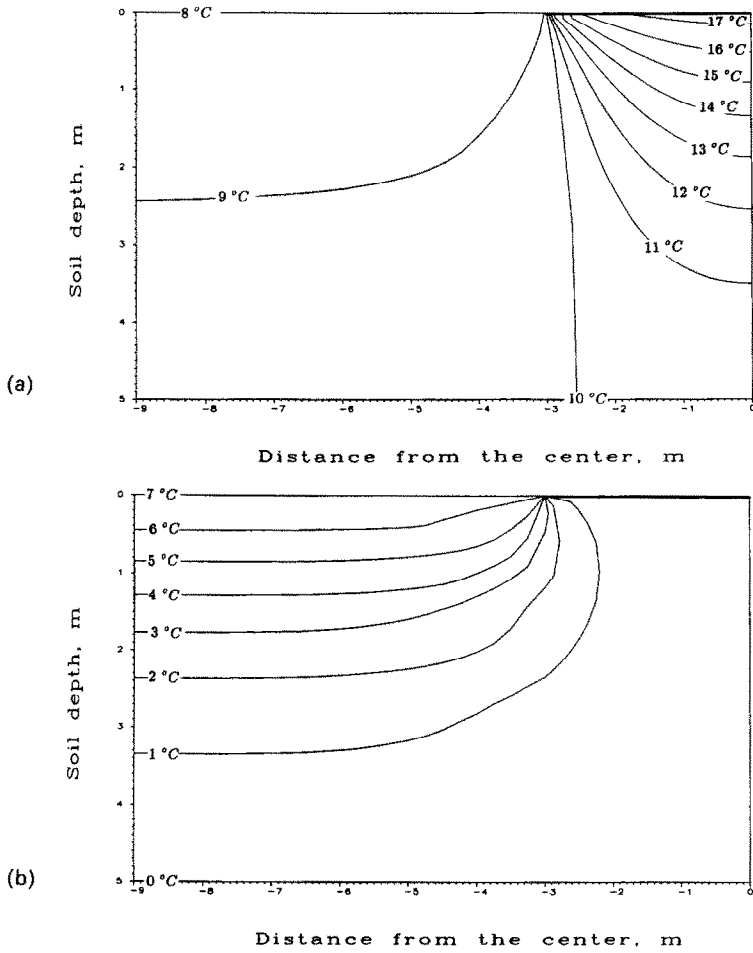 0 8 °C
17 °C
16 °C
15 °C
14 °C
13 °C
12 °C
11 °C
10 °C
9 °C
1
2
3
4
5
Soil depth, m
(a)
-9 -8 -7 -6 -5 -4 -3 -2 -1 0
Distance from the center, m
0 7 °C
6 °C
5 °C
4 °C
3 °C
2 °C
1 °C
0 °C
1
2
3
4
5
Soil depth, m
(b)
-9 -8 -7 -6 -5 -4 -3 -2 -1 0
Distance from the center, m